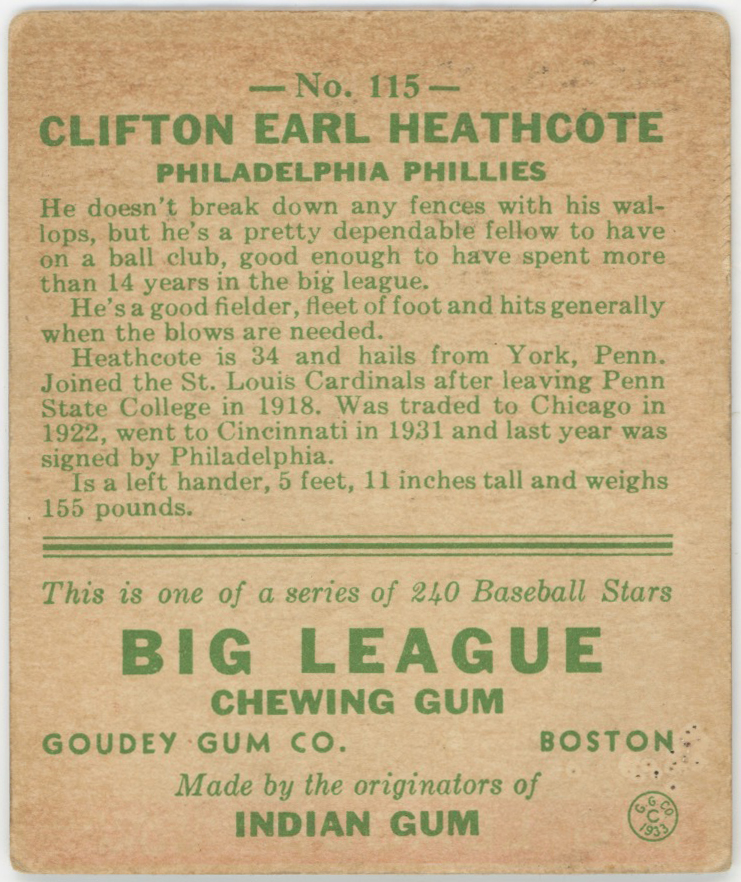 — No. 115 —
CLIFTON EARL HEATHCOTE
PHILADELPHIA PHILLIES
He doesn't break down any fences with his wal-
lops, but he's a pretty dependable fellow to have
on a ball club, good enough to have spent more
than 14 years in the big league.
He's a good fielder, fleet of foot and hits generally
when the blows are needed.
Heathcote is 34 and hails from York, Penn.
Joined the St. Louis Cardinals after leaving Penn
State College in 1918. Was traded to Chicago in
1922, went to Cincinnati in 1931 and last year was
signed by Philadelphia.
Is a left hander, 5 feet, 11 inches tall and weighs
155 pounds.
This is one of a series of 240 Baseball Stars
BIG LEAGUE
CHEWING GUM
GOUDEY GUM CO. BOSTON
Made by the originators of
INDIAN GUM
G.G.CO
C
1933